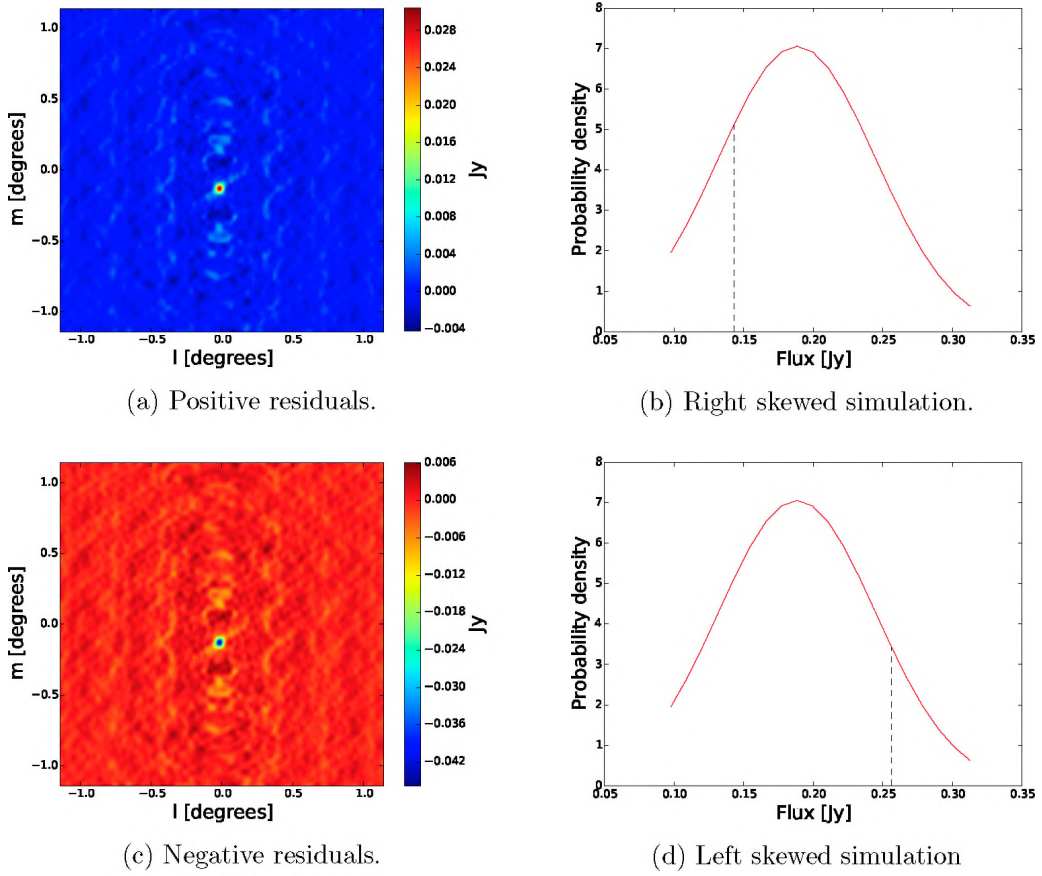 1.0
0.5
0.0
−0.5
−1.0
m [degrees]
−1.0 −0.5 0.0 0.5 1.0
l [degrees]
0.028
0.024
0.020
0.016
0.012
0.008
0.004
0.000
−0.004
Jy
(a) Positive residuals.
8
7
6
5
4
3
2
1
0
Probability density
0.05 0.10 0.15 0.20 0.25 0.30 0.35
Flux [Jy]
(b) Right skewed simulation.
1.0
0.5
0.0
−0.5
−1.0
m [degrees]
−1.0 −0.5 0.0 0.5 1.0
l [degrees]
0.006
0.000
−0.006
−0.012
−0.018
−0.024
−0.030
−0.036
−0.042
Jy
(c) Negative residuals.
8
7
6
5
4
3
2
1
0
Probability density
0.05 0.10 0.15 0.20 0.25 0.30 0.35
Flux [Jy]
(d) Left skewed simulation